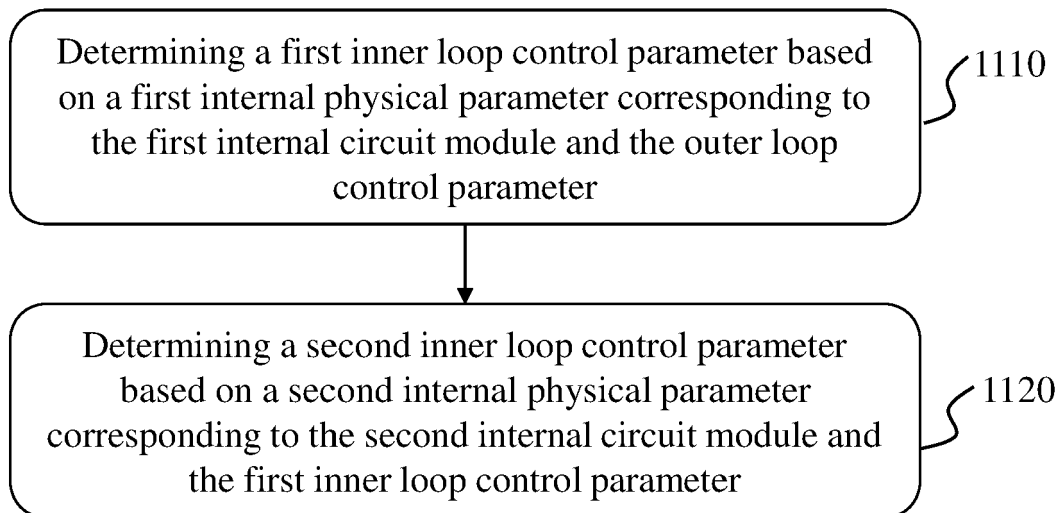 Determining a first inner loop control parameter based
on a first internal physical parameter corresponding to
the first internal circuit module and the outer loop
control parameter
1110
Determining a second inner loop control parameter
based on a second internal physical parameter
corresponding to the second internal circuit module and
the first inner loop control parameter
1120